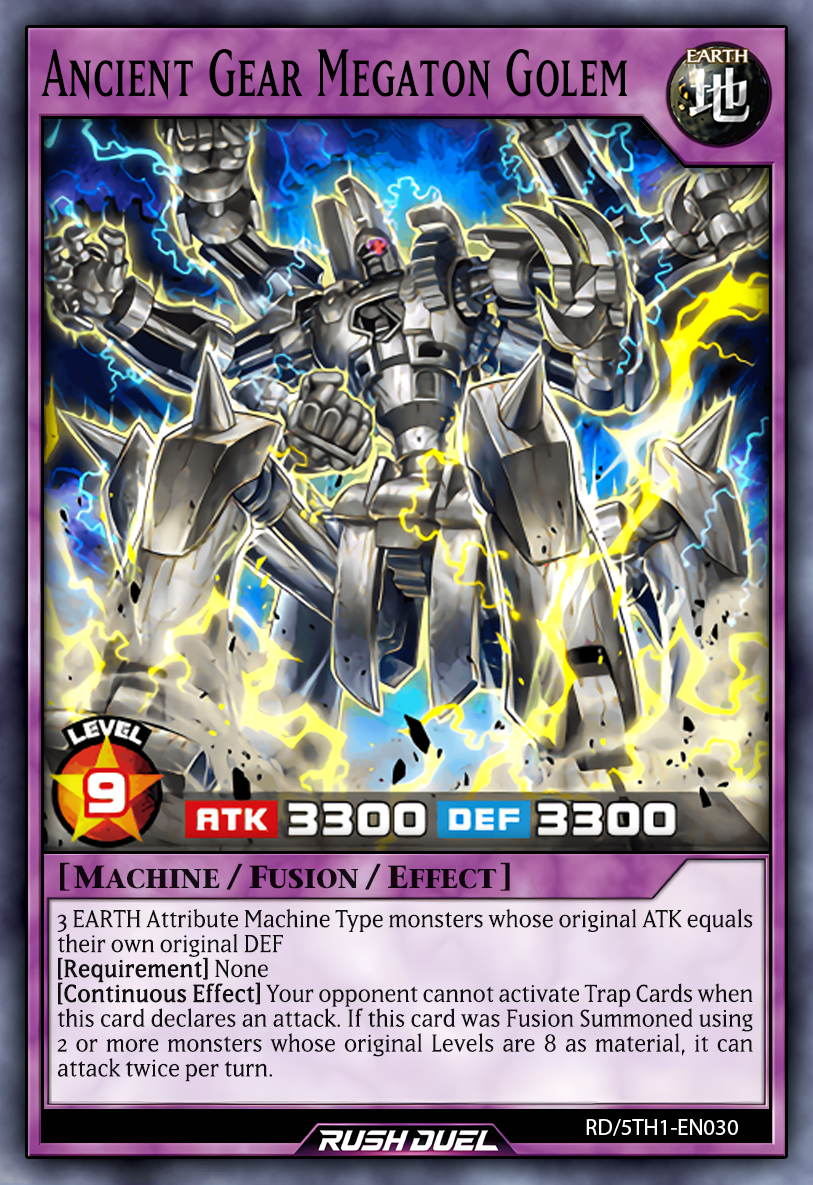 Ancient Gear Megaton Golem
EARTH
地
LEVEL
9
ATK 3300 DEF 3300
[Machine / Fusion / Effect]
3 EARTH Attribute Machine Type monsters whose original ATK equals
their own original DEF
[Requirement] None
[Continuous Effect] Your opponent cannot activate Trap Cards when
this card declares an attack. If this card was Fusion Summoned using
2 or more monsters whose original Levels are 8 as material, it can
attack twice per turn.
RD/5TH1-EN030
RUSH DUEL